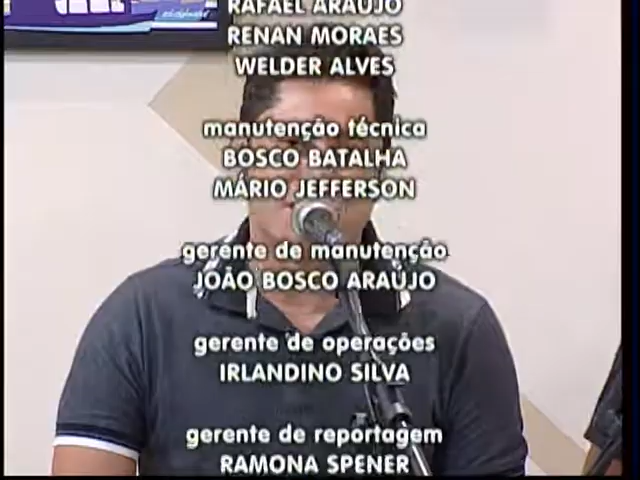 RAFAEL ARAÚJO
RENAN MORAES
WELDER ALVES
manutenção técnica
BOSCO BATALHA
MÁRIO JEFFERSON
gerente de manutenção
JOÃO BOSCO ARAÚJO
gerente de operações
IRLANDINO SILVA
gerente de reportagem
RAMONA SPENER